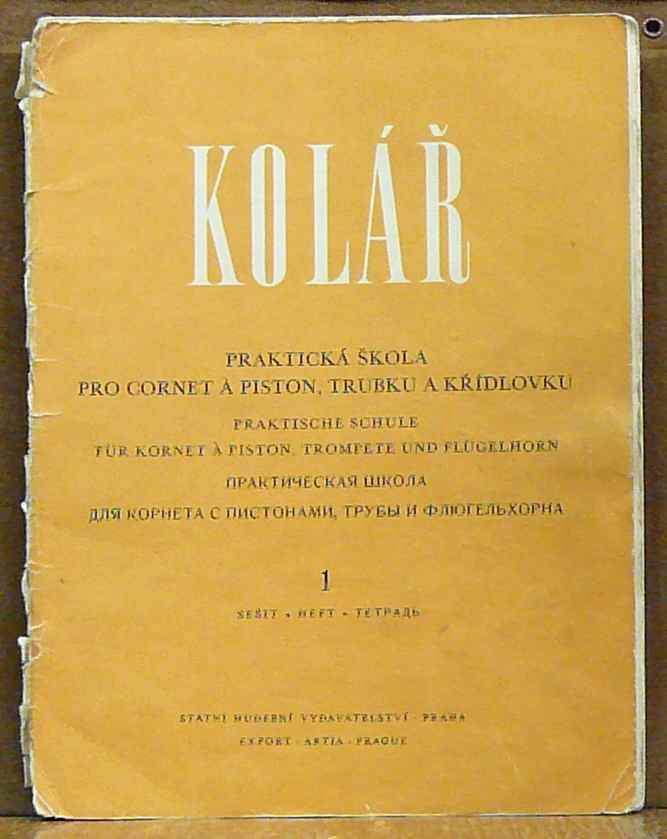 KOLÁŘ
PRAKTICKÁ ŠKOLA
PRO CORNET À PISTON, TRUBKU A KŘÍDLOVKU
PRAKTISCHE SCHULE
FÜR KORNET À PISTON, TROMPETE UND FLÜGELHORN
ПРАКТИЧЕСКАЯ ШКОЛА
ДЛЯ КОРНЕТА С ПИСТОНАМИ, ТРУБЫ И ФЛЮГЕЛЬХОРНА
1
SEŠIT • HEFT • ТЕТРАДЬ
STÁTNÍ HUDEBNÍ VYDAVATELSTVÍ · PRAHA
EXPORT · ARTIA · PRAGUE